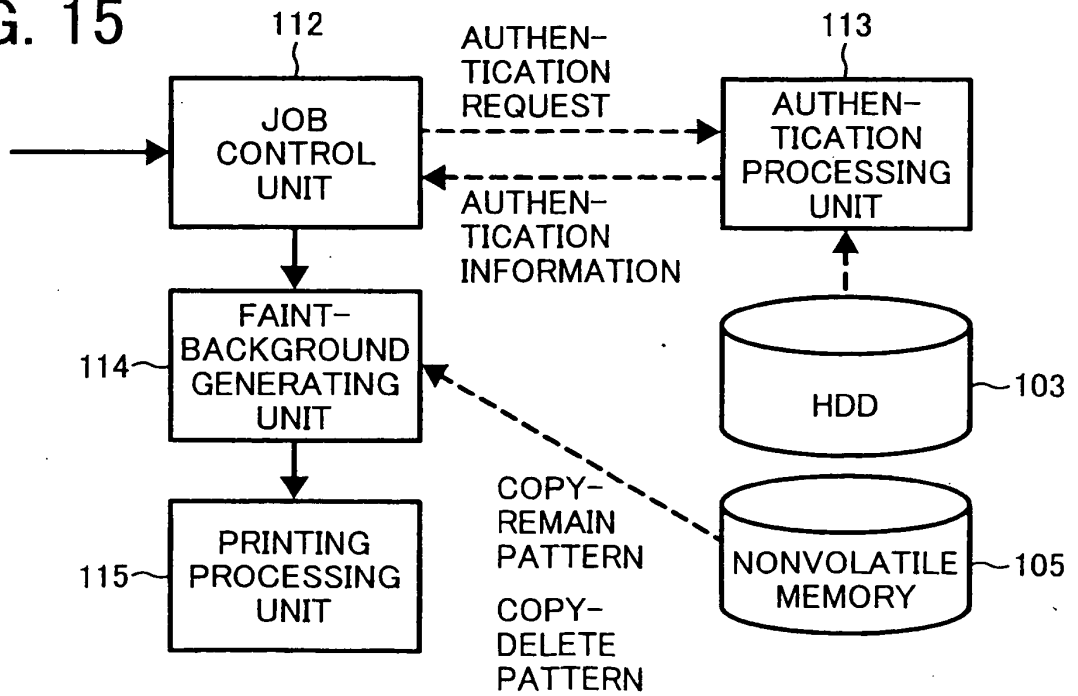 G. 15
112
AUTHEN-
TICATION
REQUEST
113
JOB
CONTROL
UNIT
AUTHEN-
TICATION
PROCESSING
UNIT
AUTHEN-
TICATION
INFORMATION
114
FAINT-
BACKGROUND
GENERATING
UNIT
HDD
103
COPY-
REMAIN
PATTERN
COPY-
DELETE
PATTERN
NONVOLATILE
MEMORY
105
115
PRINTING
PROCESSING
UNIT